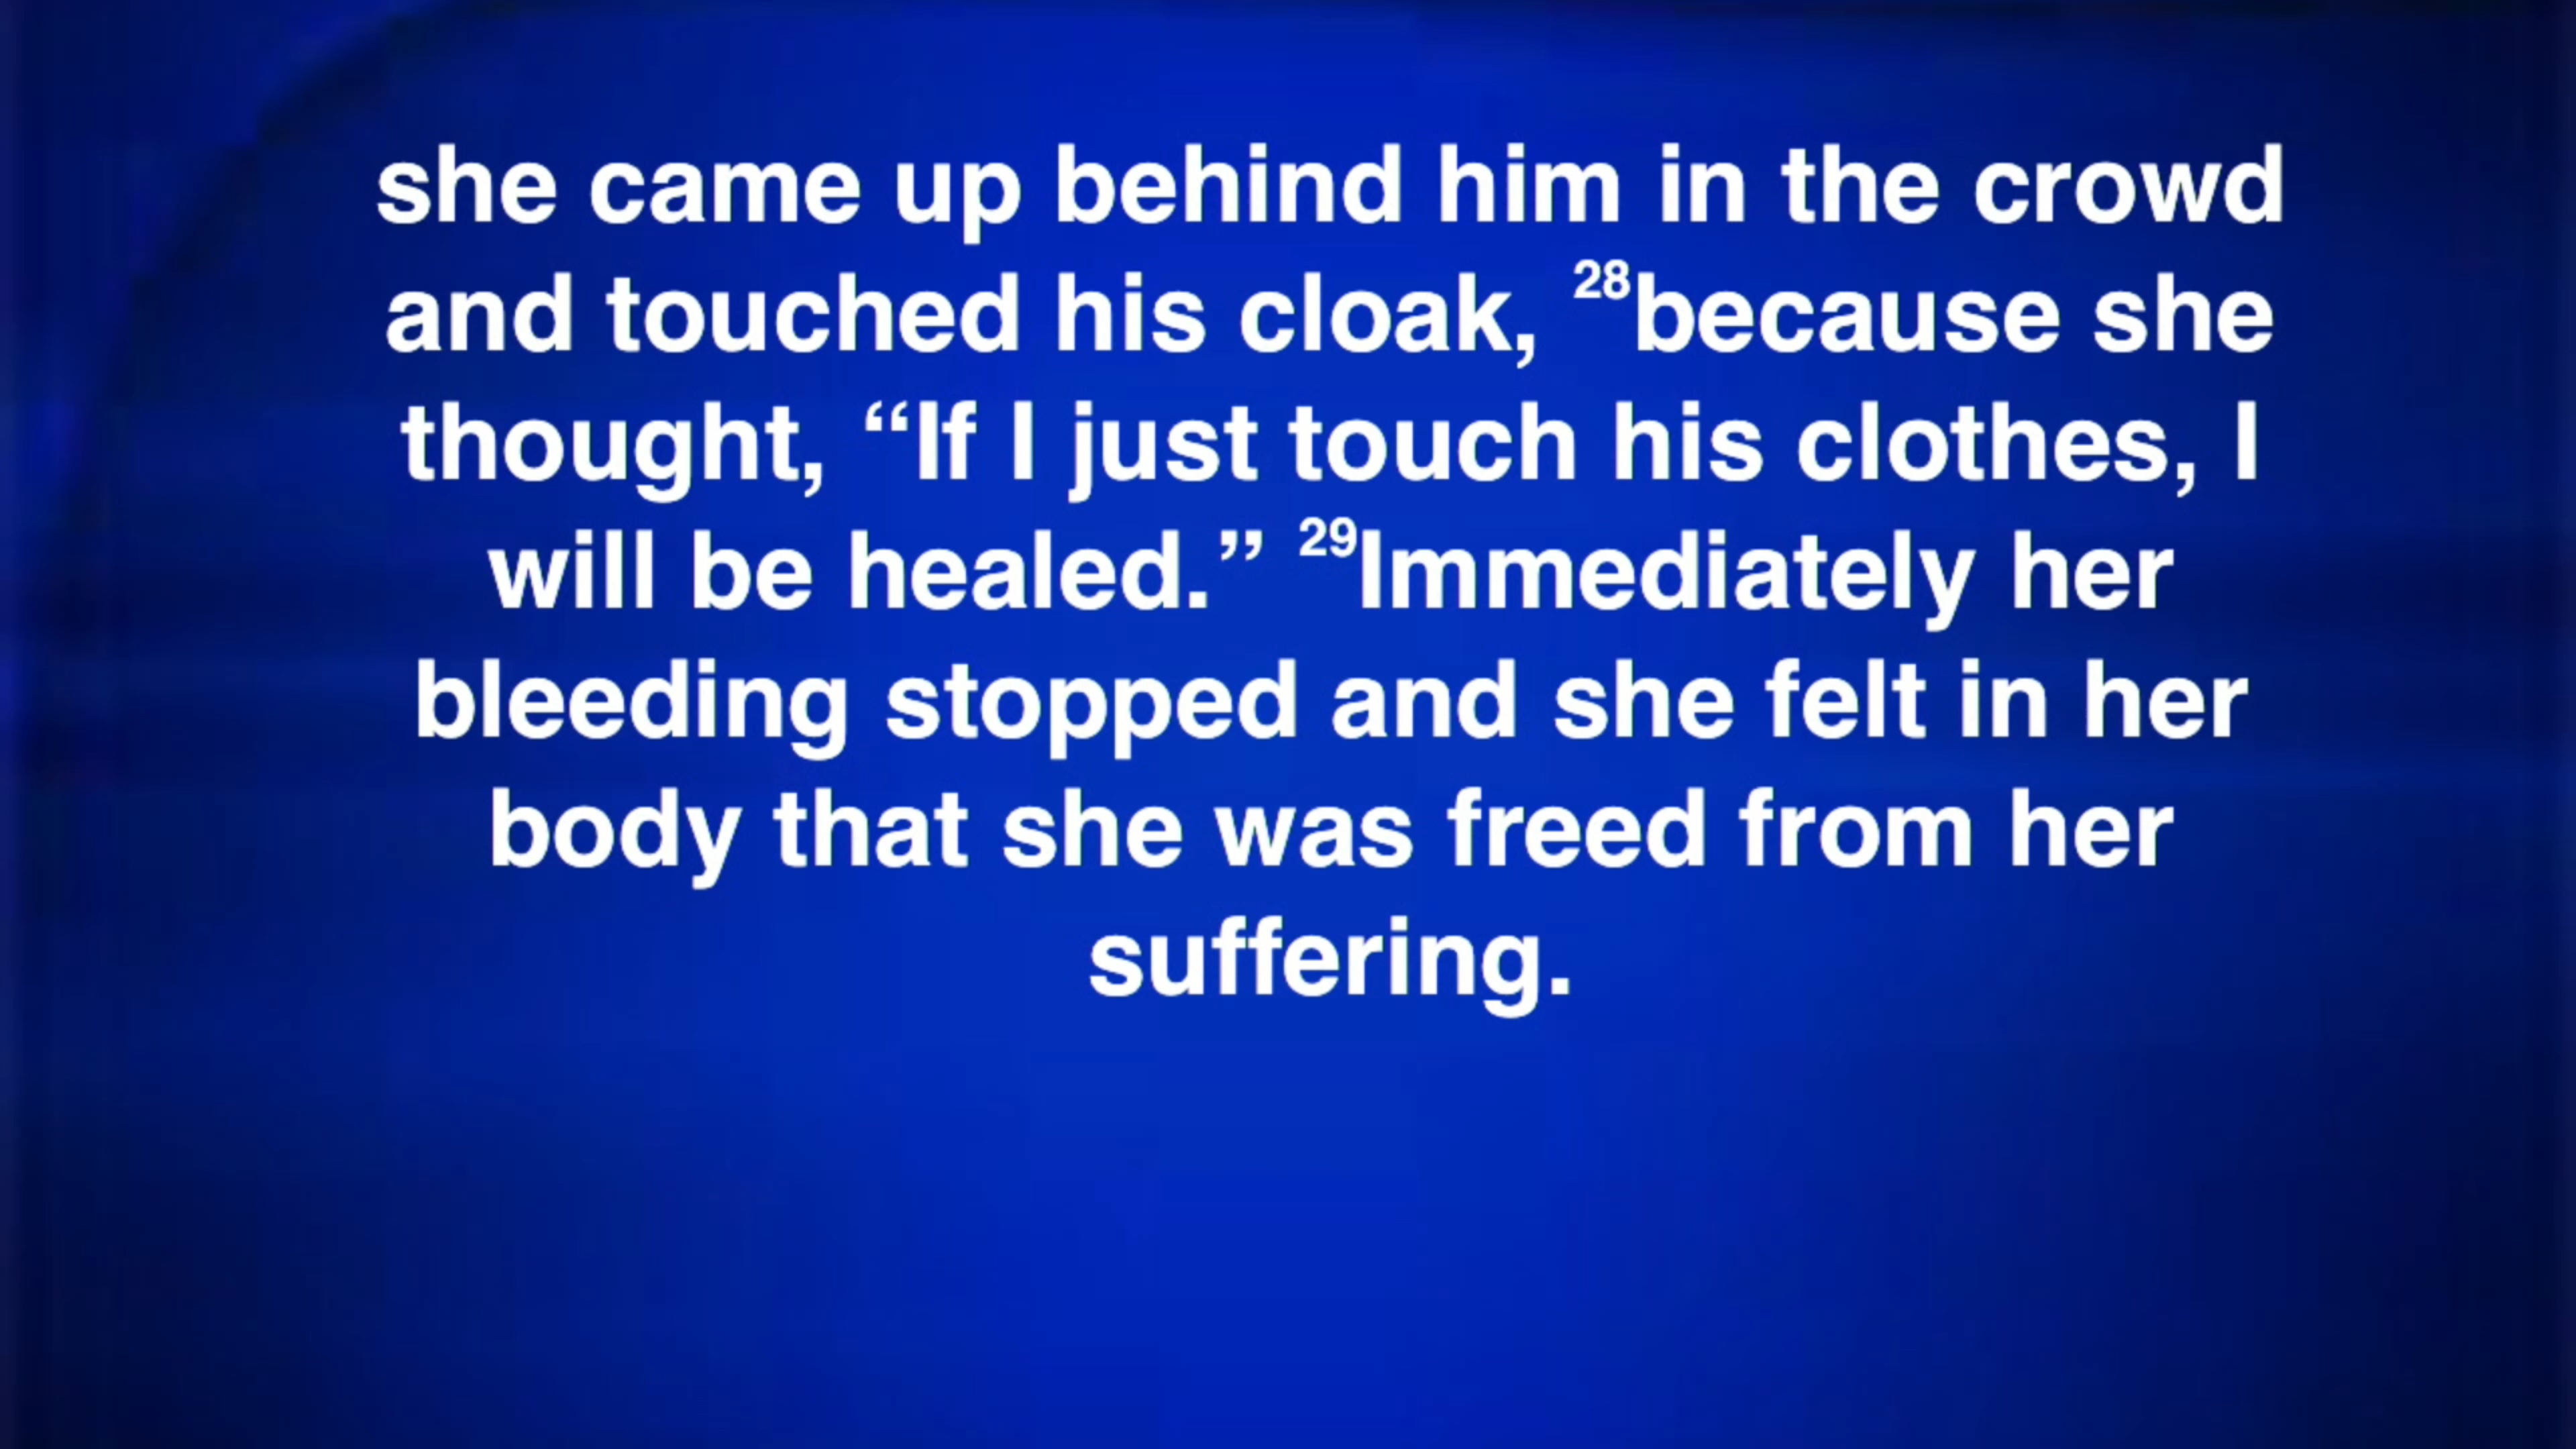 she came up behind him in the crowd
and touched his cloak, ²⁸because she
thought, “If I just touch his clothes, I
will be healed.” ²⁹Immediately her
bleeding stopped and she felt in her
body that she was freed from her
suffering.